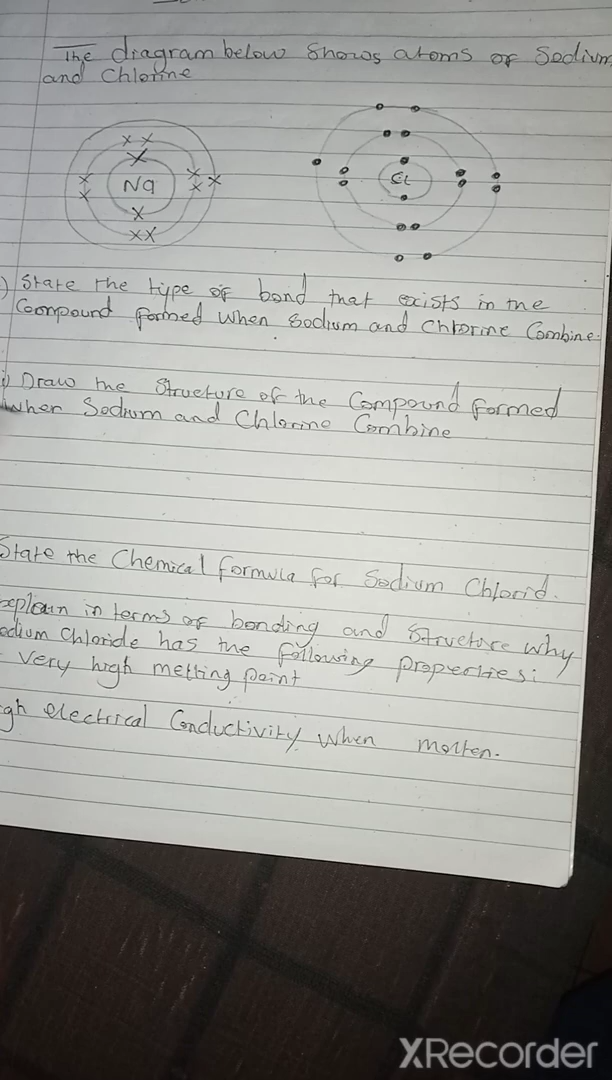 The diagram below Shows atoms of Sodium
and Chlorine
Na
Cl
) State the type of bond that exists in the
Compound formed when sodium and Chlorine Combine.
) Draw the Structure of the Compound formed
when Sodium and Chlorine Combine
State the Chemical formula for Sodium Chlorid.
explain in terms of bonding and Structure why
odium Chloride has the following properties:
- very high melting point
gh electrical Conductivity when molten.
XRecorder